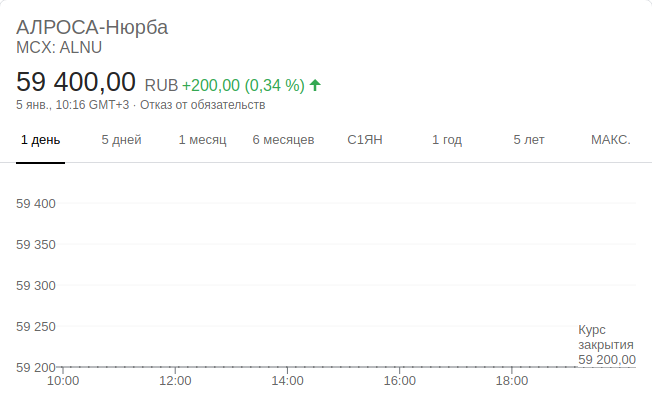 АЛРОСА-Нюрба
MCX: ALNU
59 400,00 RUB +200,00 (0,34 %)
5 янв., 10:16 GMT+3 · Отказ от обязательств
1 день 5 дней 1 месяц 6 месяцев С1ЯН 1 год 5 лет МАКС.
59 400
59 350
59 300
59 250
Курс
закрытия
59 200,00
59 200
10:00 12:00 14:00 16:00 18:00